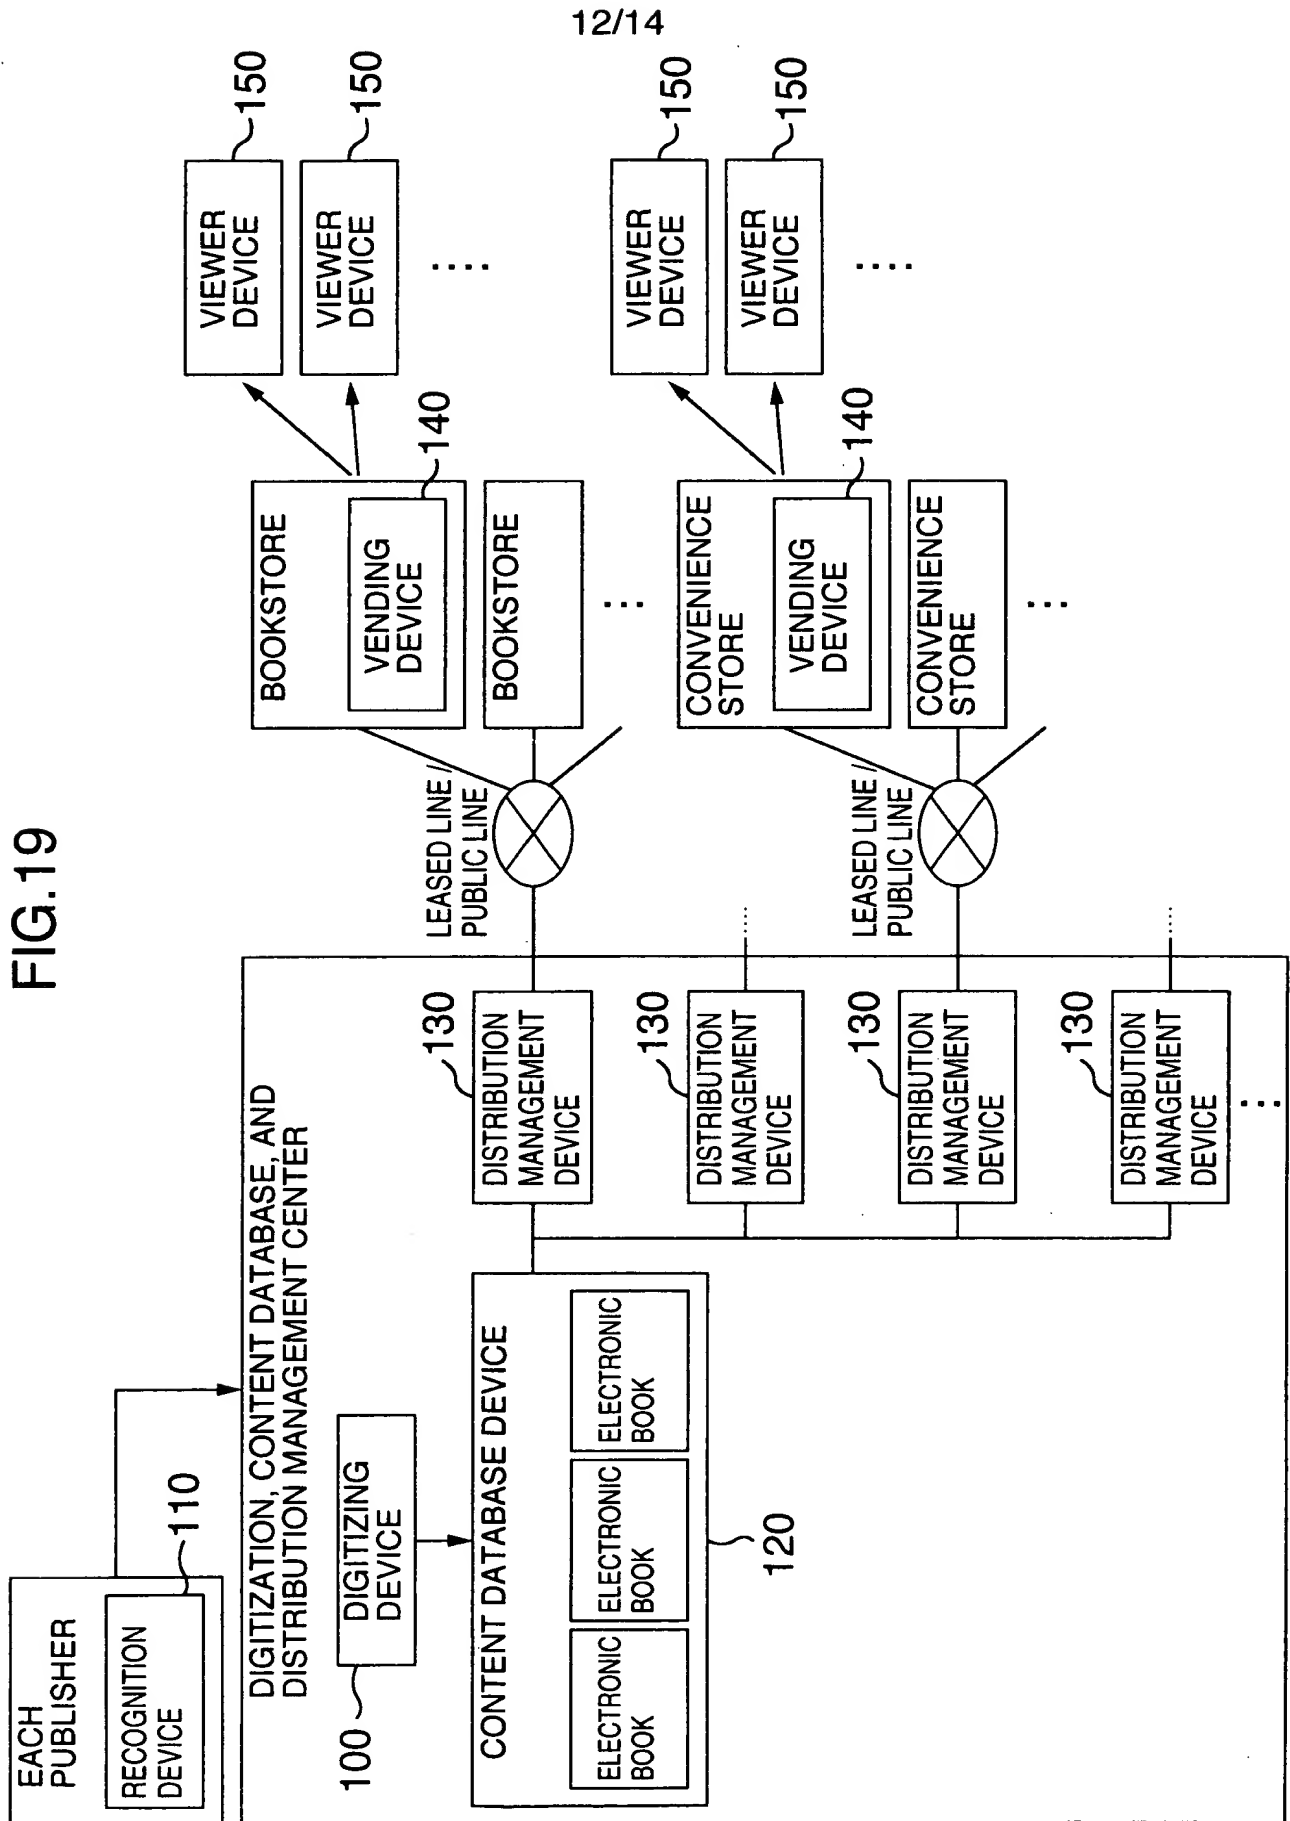 12/14
FIG.19
EACH
PUBLISHER
RECOGNITION
DEVICE
110
DIGITIZATION, CONTENT DATABASE, AND
DISTRIBUTION MANAGEMENT CENTER
100
DIGITIZING
DEVICE
CONTENT DATABASE DEVICE
ELECTRONIC
BOOK
ELECTRONIC
BOOK
ELECTRONIC
BOOK
120
130
DISTRIBUTION
MANAGEMENT
DEVICE
130
DISTRIBUTION
MANAGEMENT
DEVICE
130
DISTRIBUTION
MANAGEMENT
DEVICE
130
DISTRIBUTION
MANAGEMENT
DEVICE
LEASED LINE /
PUBLIC LINE
LEASED LINE /
PUBLIC LINE
BOOKSTORE
VENDING
DEVICE
140
BOOKSTORE
CONVENIENCE
STORE
VENDING
DEVICE
140
CONVENIENCE
STORE
VIEWER
DEVICE
150
VIEWER
DEVICE
150
VIEWER
DEVICE
150
VIEWER
DEVICE
150